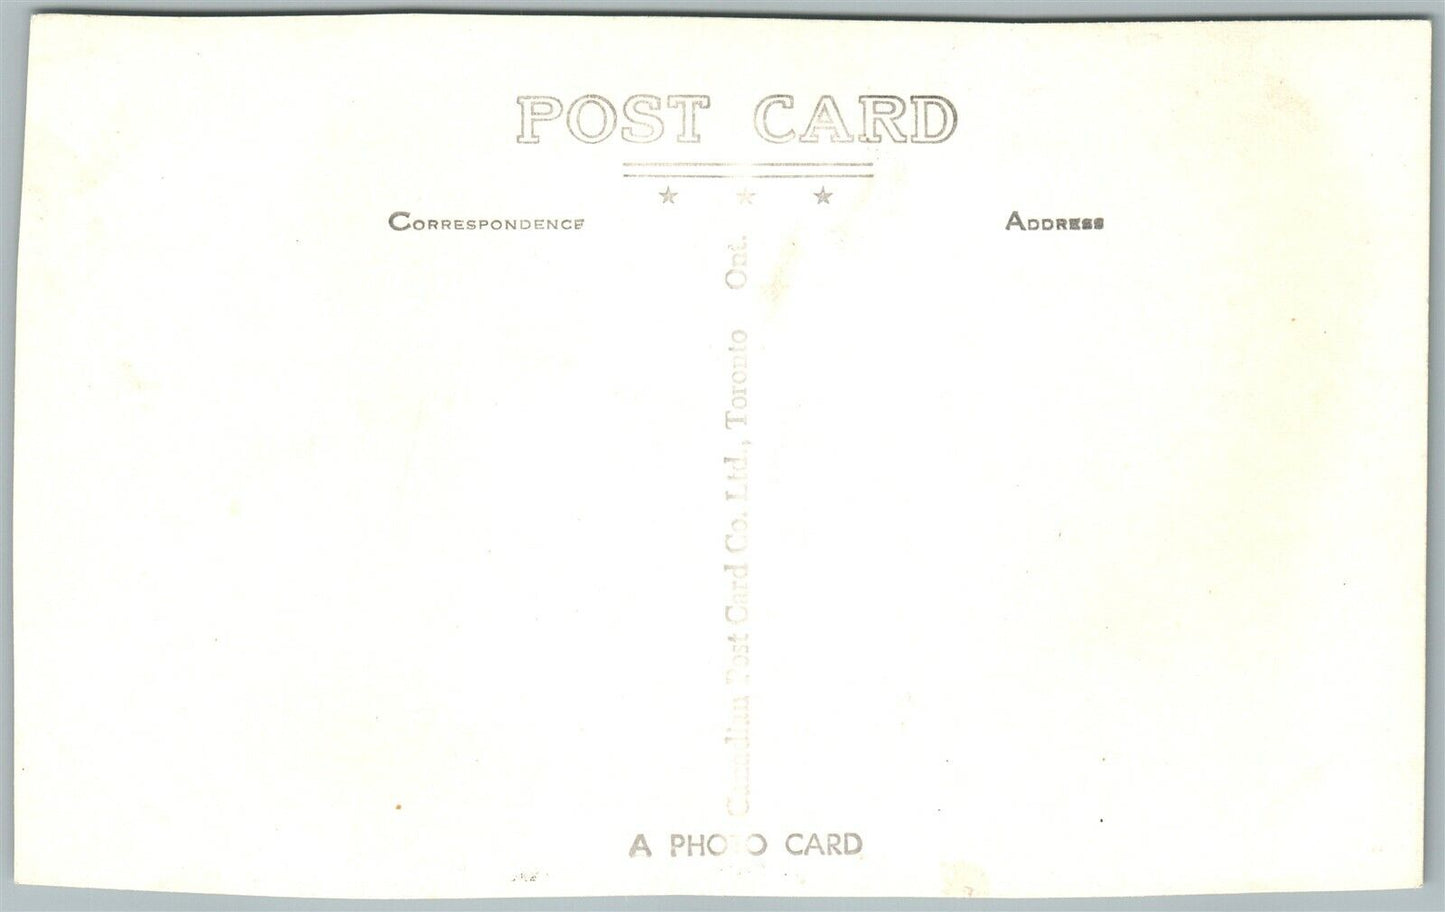 POST CARD
CORRESPONDENCE
ADDRESS
Canadian Post Card Co. Ltd., Toronto Ont.
A PHOTO CARD